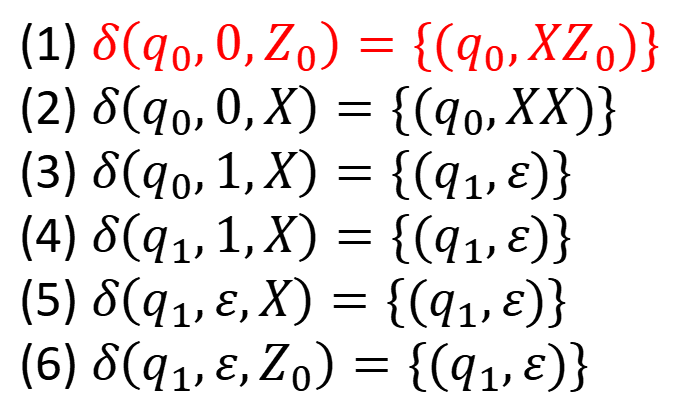 (1) δ(q₀, 0, Z₀) = {(q₀, XZ₀)}
(2) δ(q₀, 0, X) = {(q₀, XX)}
(3) δ(q₀, 1, X) = {(q₁, ε)}
(4) δ(q₁, 1, X) = {(q₁, ε)}
(5) δ(q₁, ε, X) = {(q₁, ε)}
(6) δ(q₁, ε, Z₀) = {(q₁, ε)}